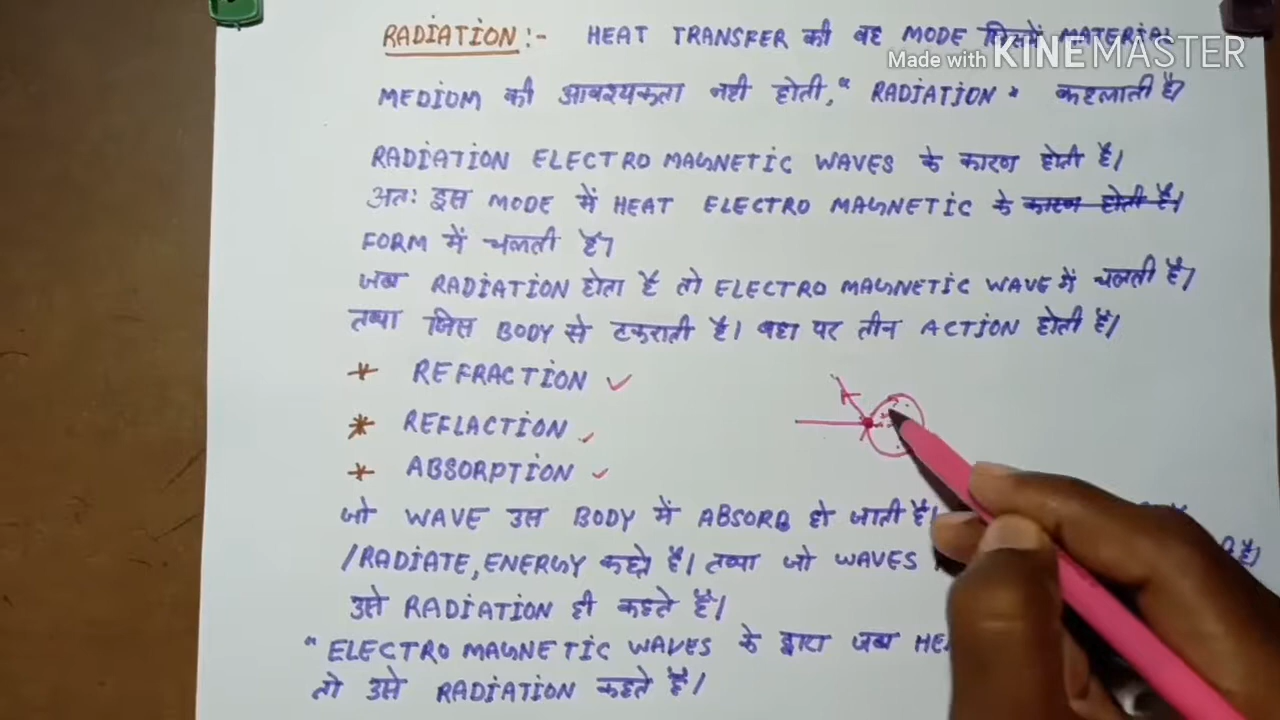 RADIATION :- HEAT TRANSFER की वह MODE जिसमें MATERIAL
Made with KINEMASTER
MEDIOM की आवश्यकता नही होती, "RADIATION" कहलाती है।
RADIATION ELECTRO MAGNETIC WAVES के कारण होती है।
अतः इस MODE में HEAT ELECTRO MAGNETIC के कारण होती है।
FORM में चलती है।
जब RADIATION होता है तो ELECTRO MAGNETIC WAVE में चलती है।
तथा जिस BODY से टकराती है। वहा पर तीन ACTION होती है।
* REFRACTION ✓
* REFLACTION ✓
* ABSORPTION ✓
जो WAVE उस BODY में ABSORB हो जाती है।
/RADIATE, ENERGY कहते है। तथा जो WAVES है।
उसे RADIATION ही कहते है।
"ELECTRO MAGNETIC WAVES के द्वारा जब
तो उसे RADIATION कहते है।